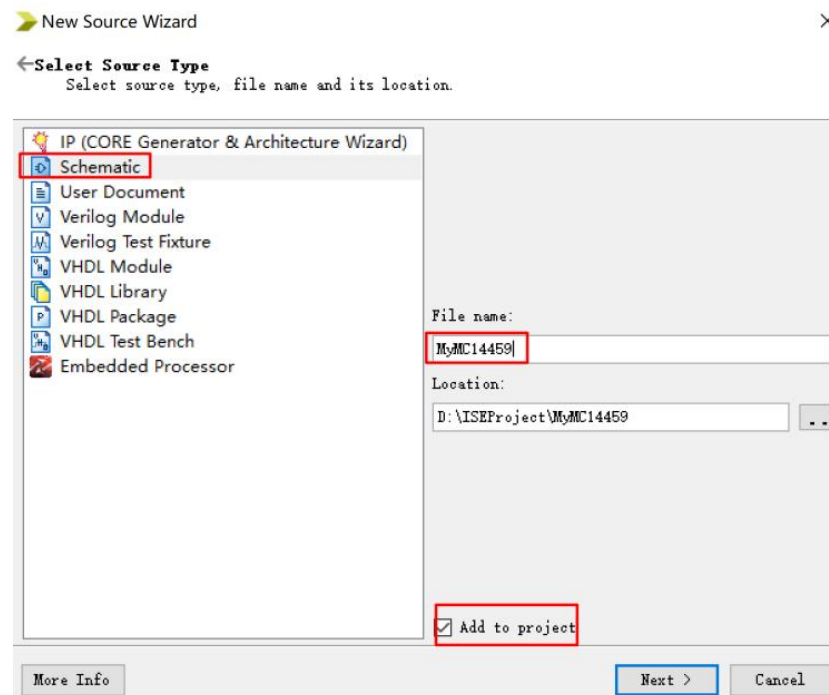 New Source Wizard
Select Source Type
Select source type, file name and its location.
IP (CORE Generator & Architecture Wizard)
Schematic
User Document
Verilog Module
Verilog Test Fixture
VHDL Module
VHDL Library
VHDL Package
VHDL Test Bench
Embedded Processor
File name:
MyMC14459
Location:
D:\ISEProject\MyMC14459
..
Add to project
More Info
Next >
Cancel